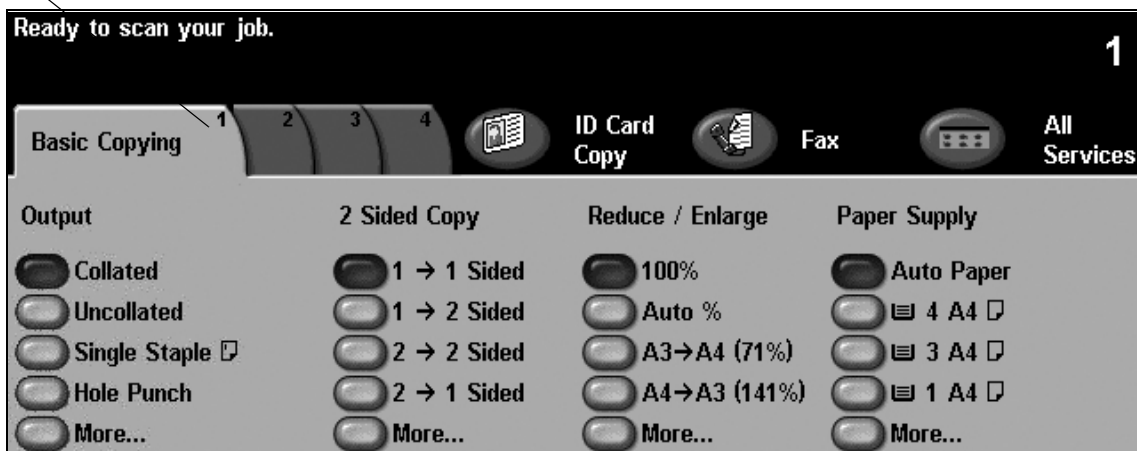 Ready to scan your job.
1
Basic Copying
1
2
3
4
ID Card
Copy
Fax
All
Services
Output
Collated
Uncollated
Single Staple
Hole Punch
More...
2 Sided Copy
1 → 1 Sided
1 → 2 Sided
2 → 2 Sided
2 → 1 Sided
More...
Reduce / Enlarge
100%
Auto %
A3→A4 (71%)
A4→A3 (141%)
More...
Paper Supply
Auto Paper
4 A4
3 A4
1 A4
More...